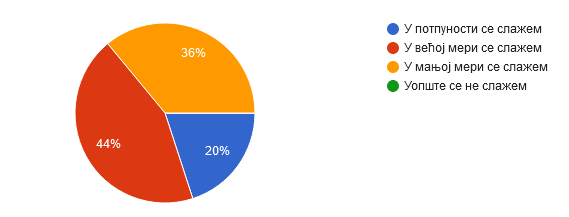 36%
44%
20%
У потпуности се слажем
У већој мери се слажем
У мањој мери се слажем
Уопште се не слажем